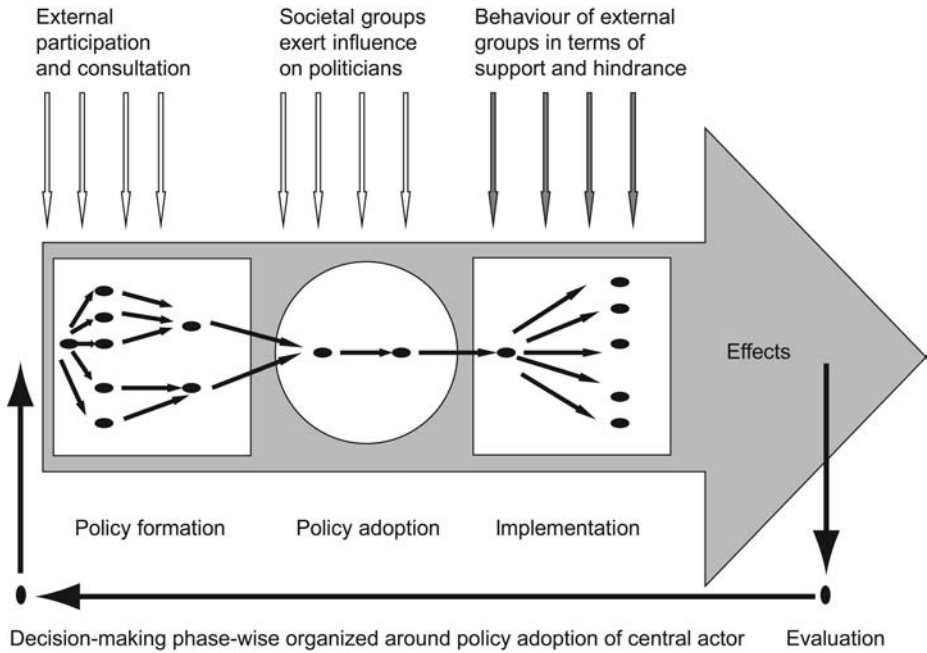 External
participation
and consultation
Societal groups
exert influence
on politicians
Behaviour of external
groups in terms of
support and hindrance
Effects
Policy formation
Policy adoption
Implementation
Decision-making phase-wise organized around policy adoption of central actor
Evaluation